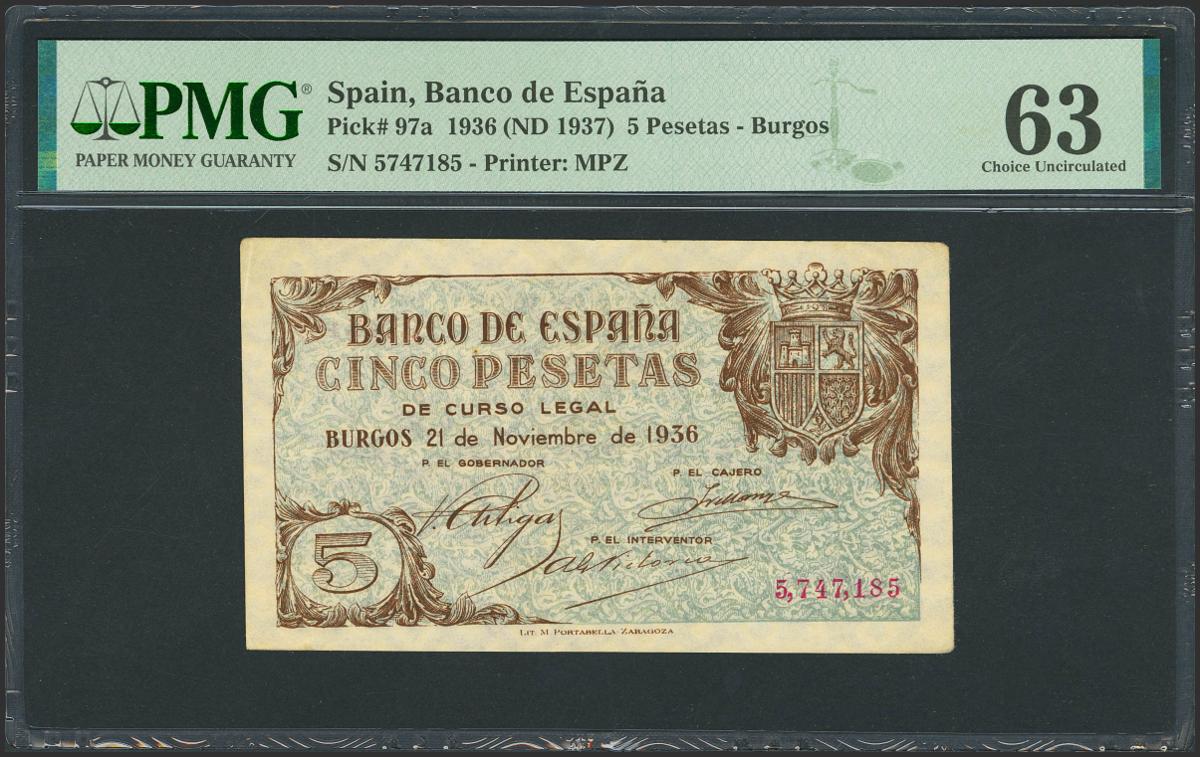 PMG®
PAPER MONEY GUARANTY
Spain, Banco de España
Pick# 97a 1936 (ND 1937) 5 Pesetas - Burgos
S/N 5747185 - Printer: MPZ
63
Choice Uncirculated
BANCO DE ESPAÑA
CINCO PESETAS
DE CURSO LEGAL
BURGOS 21 de Noviembre de 1936
P. EL GOBERNADOR
P. EL CAJERO
P. EL INTERVENTOR
5
5,747,185
LIT. M PORTABELLA-ZARAGOZA